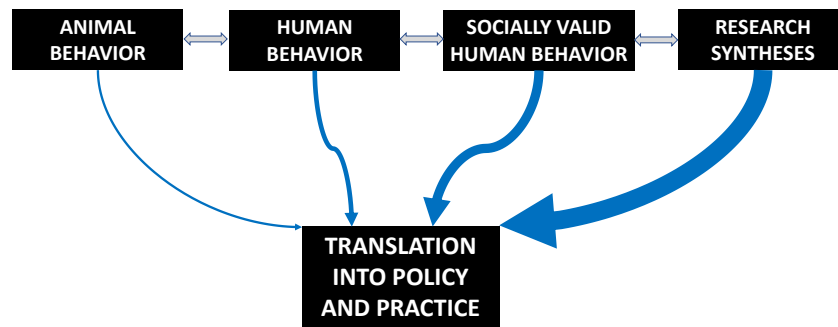 ANIMAL
BEHAVIOR
HUMAN
BEHAVIOR
SOCIALLY VALID
HUMAN BEHAVIOR
RESEARCH
SYNTHESES
TRANSLATION
INTO POLICY
AND PRACTICE